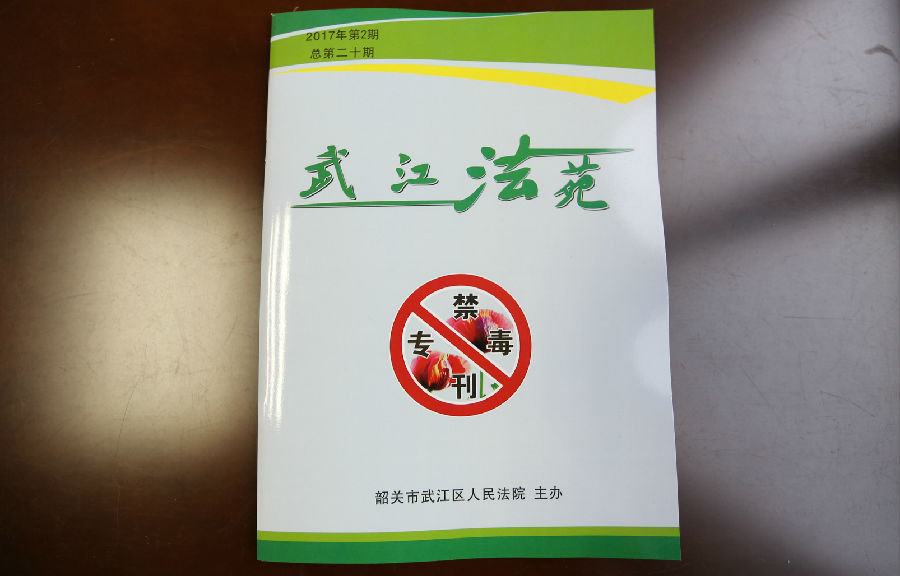 2017年第2期
总第二十期
武江法苑
禁毒
专刊
韶关市武江区人民法院 主办